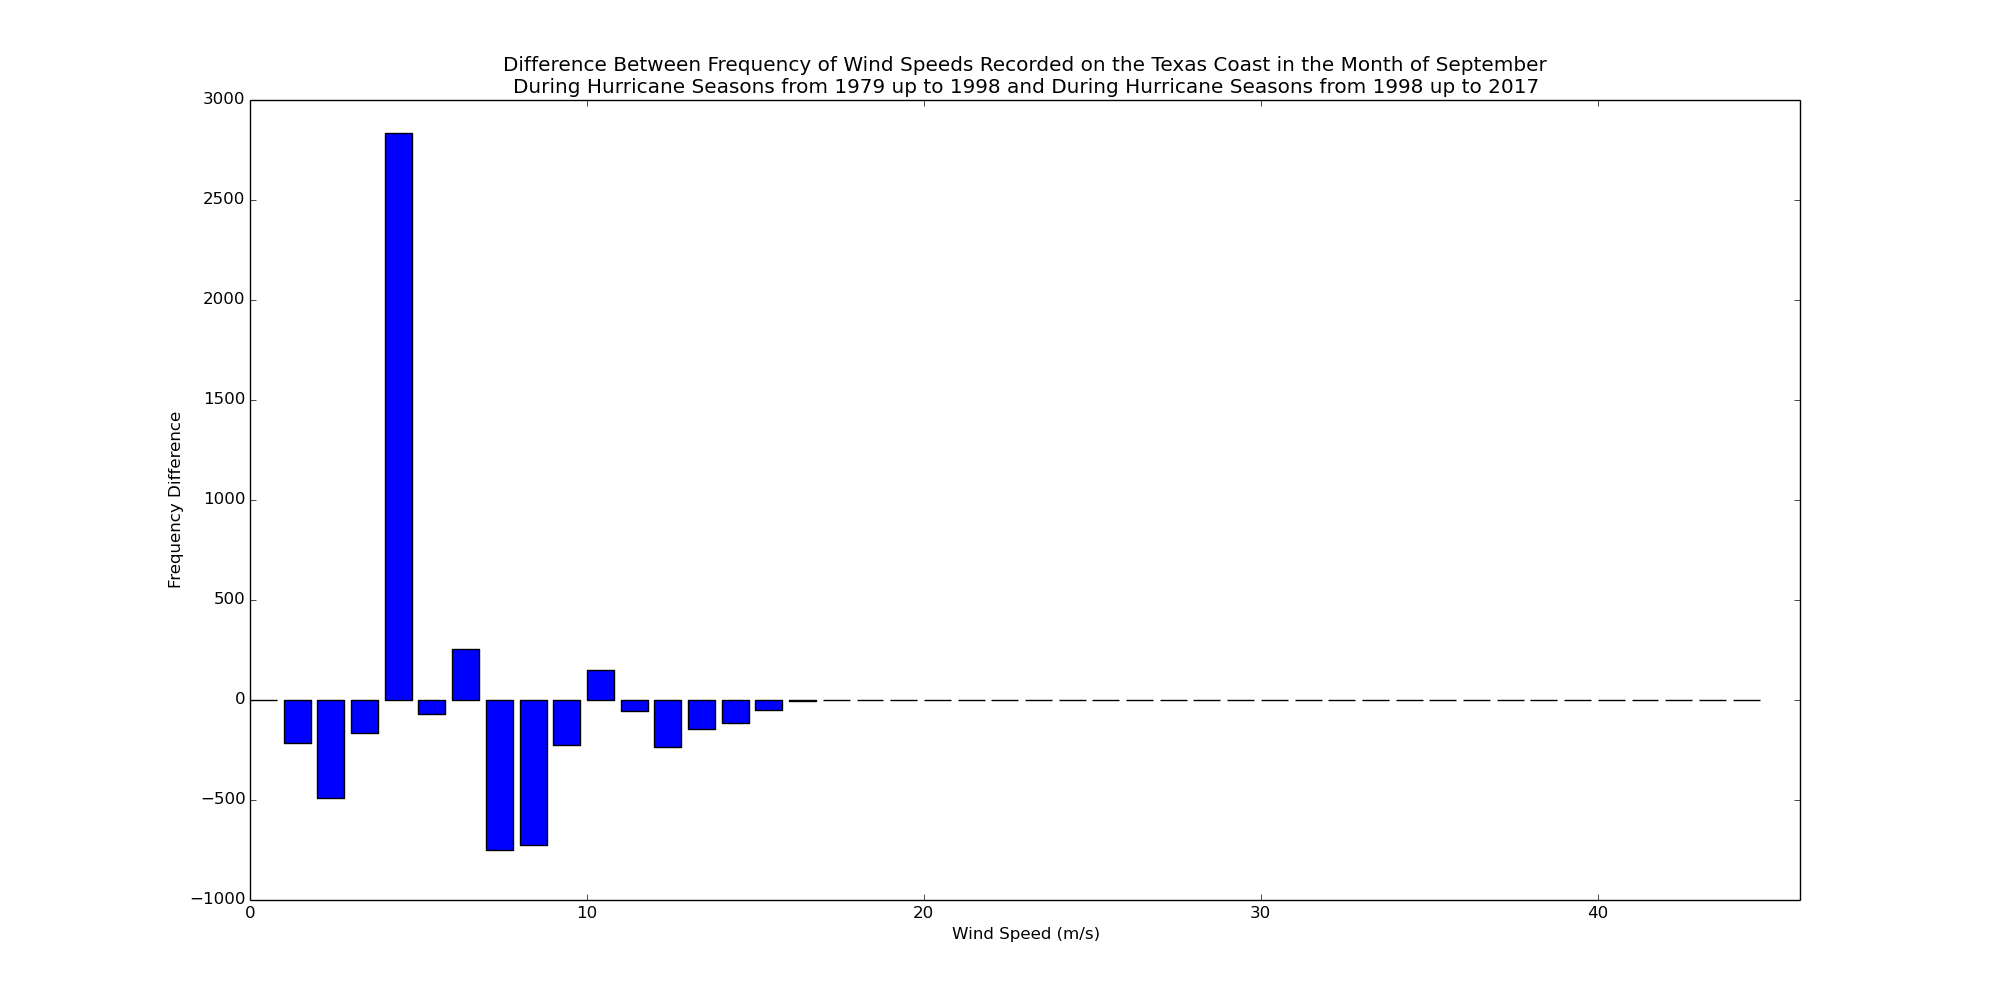 Difference Between Frequency of Wind Speeds Recorded on the Texas Coast in the Month of September
During Hurricane Seasons from 1979 up to 1998 and During Hurricane Seasons from 1998 up to 2017
3000
2500
2000
1500
1000
500
0
−500
−1000
Frequency Difference
0 10 20 30 40
Wind Speed (m/s)